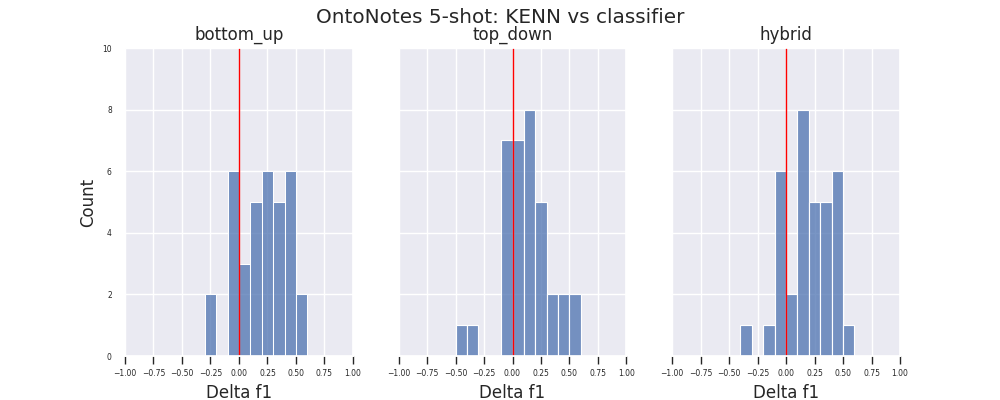 OntoNotes 5-shot: KENN vs classifier
bottom_up
top_down
hybrid
Count
10
8
6
4
2
0
−1.00 −0.75 −0.50 −0.25 0.00 0.25 0.50 0.75 1.00
−1.00 −0.75 −0.50 −0.25 0.00 0.25 0.50 0.75 1.00
−1.00 −0.75 −0.50 −0.25 0.00 0.25 0.50 0.75 1.00
Delta f1
Delta f1
Delta f1